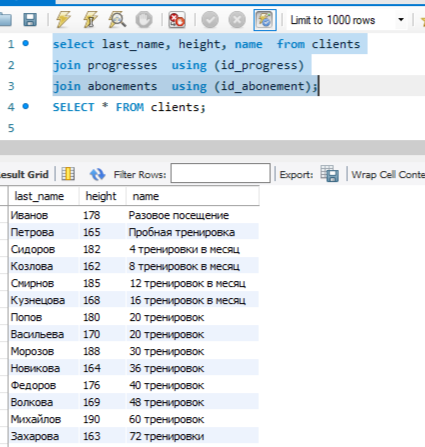 Limit to 1000 rows
1 select last_name, height, name from clients
2 join progresses using (id_progress)
3 join abonements using (id_abonement);
4 SELECT * FROM clients;
5
Result Grid Filter Rows: Export: Wrap Cell Conte
last_name height name
Иванов 178 Разовое посещение
Петрова 165 Пробная тренировка
Сидоров 182 4 тренировки в месяц
Козлова 162 8 тренировок в месяц
Смирнов 185 12 тренировок в месяц
Кузнецова 168 16 тренировок в месяц
Попов 180 20 тренировок
Васильева 170 20 тренировок
Морозов 188 30 тренировок
Новикова 164 36 тренировок
Федоров 176 40 тренировок
Волкова 169 48 тренировок
Михайлов 190 60 тренировок
Захарова 163 72 тренировки